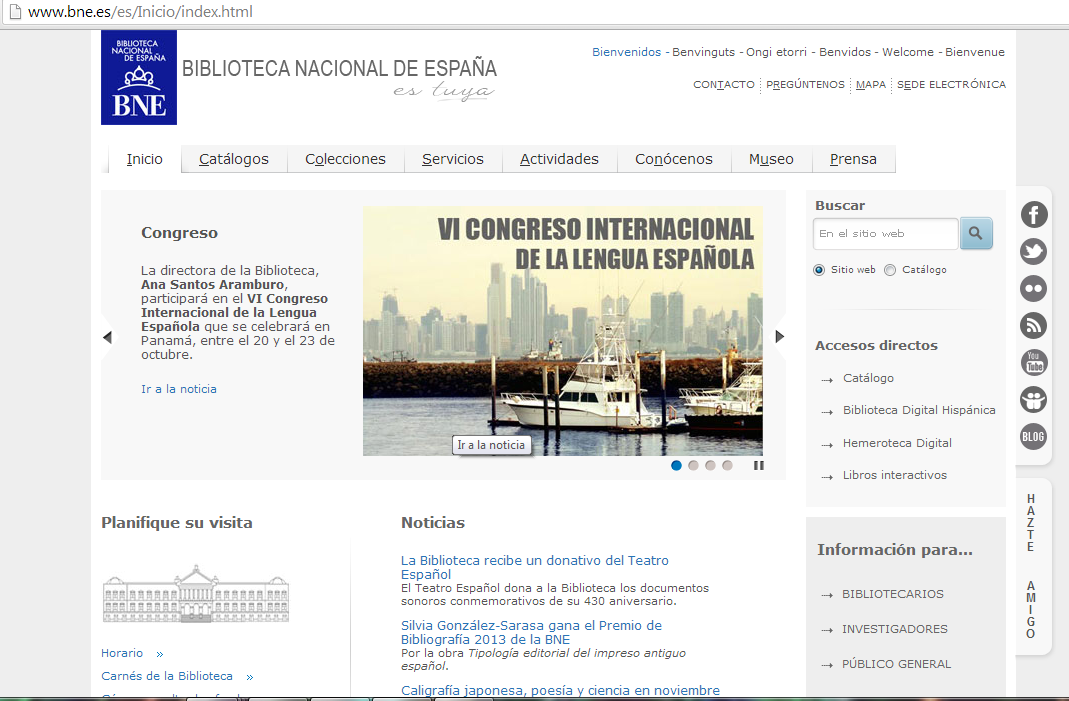 www.bne.es/es/Inicio/index.html
BIBLIOTECA
NACIONAL
DE ESPAÑA
BNE
BIBLIOTECA NACIONAL DE ESPAÑA
es tuya
Bienvenidos - Benvinguts - Ongi etorri - Benvidos - Welcome - Bienvenue
CONTACTO PREGÚNTENOS MAPA SEDE ELECTRÓNICA
Inicio Catálogos Colecciones Servicios Actividades Conócenos Museo Prensa
Congreso
La directora de la Biblioteca,
Ana Santos Aramburo,
participará en el VI Congreso
Internacional de la Lengua
Española que se celebrará en
Panamá, entre el 20 y el 23 de
octubre.
Ir a la noticia
VI CONGRESO INTERNACIONAL
DE LA LENGUA ESPAÑOLA
Ir a la noticia
Buscar
En el sitio web
Sitio web Catálogo
Accesos directos
Catálogo
Biblioteca Digital Hispánica
Hemeroteca Digital
Libros interactivos
You
Tube
BLOG
HAZTE
AMIGO
Planifique su visita
Horario »
Carnés de la Biblioteca »
Noticias
La Biblioteca recibe un donativo del Teatro
Español
El Teatro Español dona a la Biblioteca los documentos
sonoros conmemorativos de su 430 aniversario.
Silvia González-Sarasa gana el Premio de
Bibliografía 2013 de la BNE
Por la obra Tipología editorial del impreso antiguo
español.
Caligrafía japonesa, poesía y ciencia en noviembre
Información para...
BIBLIOTECARIOS
INVESTIGADORES
PÚBLICO GENERAL